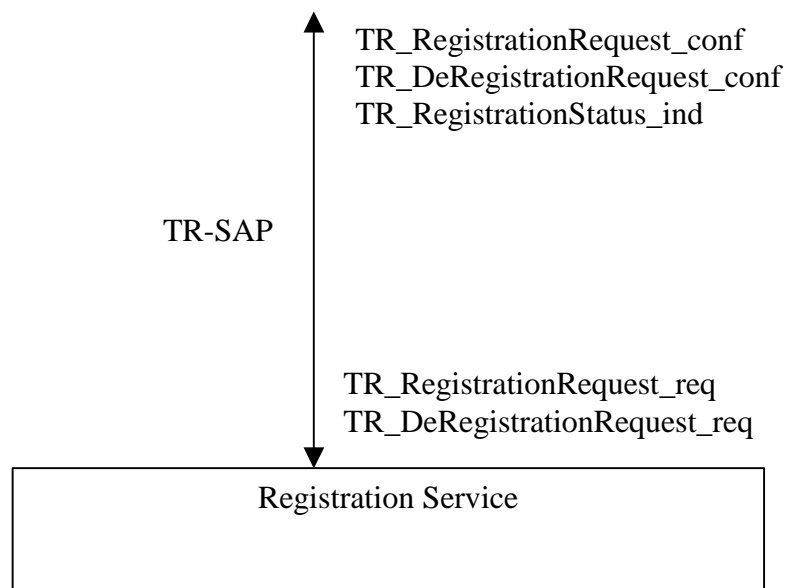 TR_RegistrationRequest_conf
TR_DeRegistrationRequest_conf
TR_RegistrationStatus_ind
TR-SAP
TR_RegistrationRequest_req
TR_DeRegistrationRequest_req
Registration Service